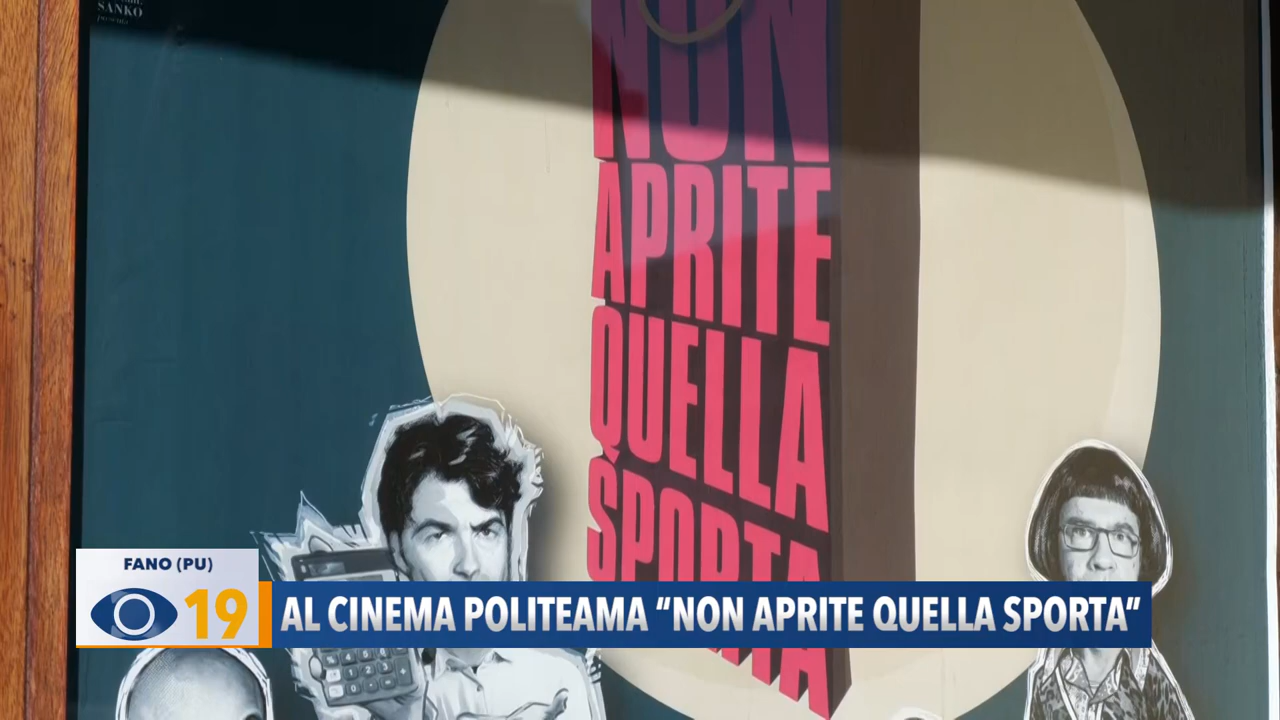 SANKO
NON
APRITE
QUELLA
SPORTA
FANO (PU)
19
AL CINEMA POLITEAMA “NON APRITE QUELLA SPORTA”